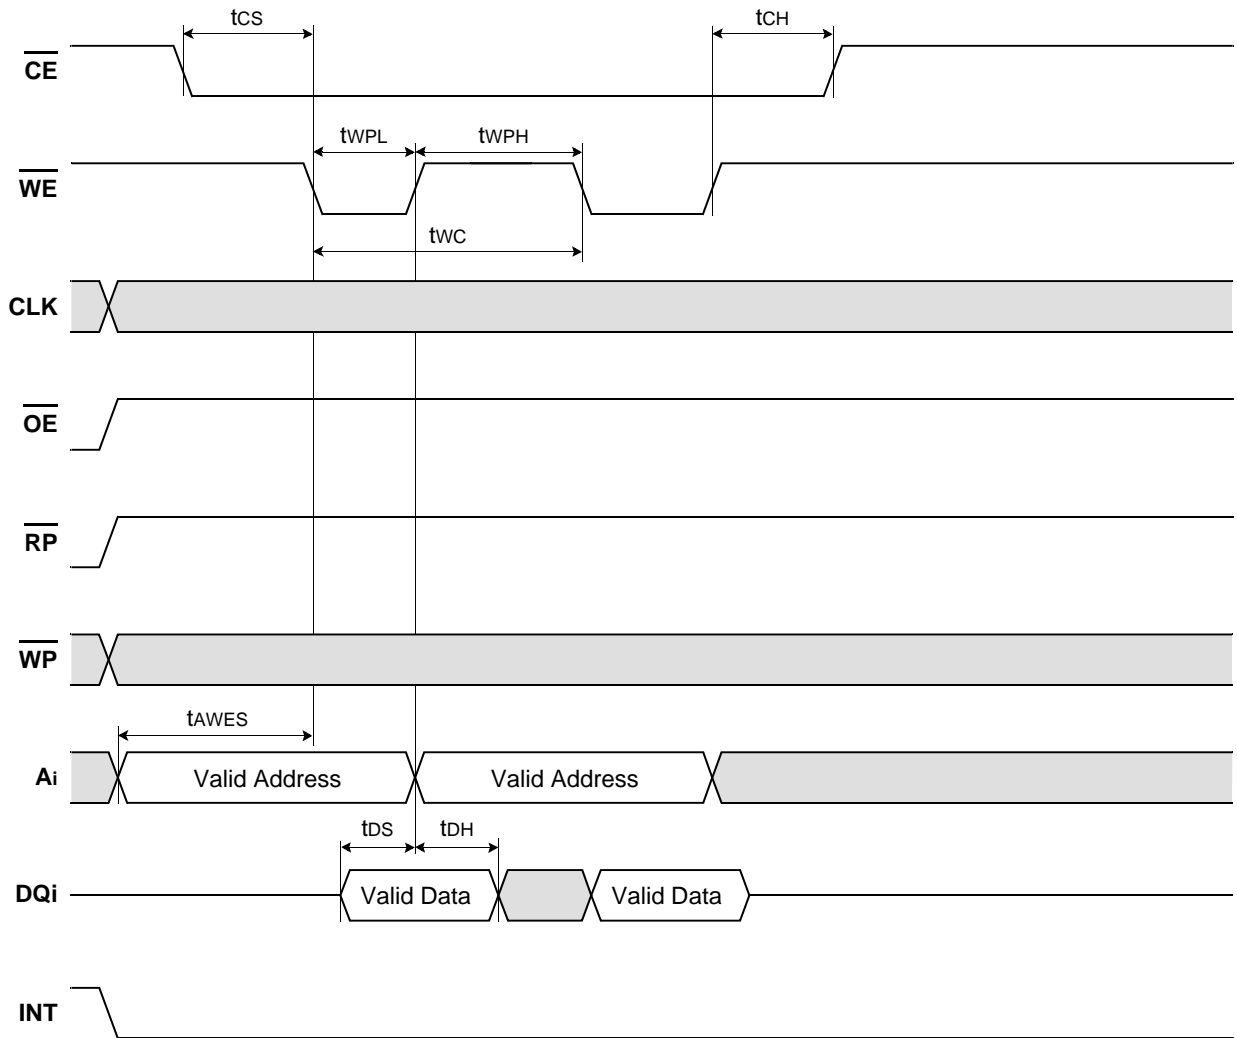 tCS
tCH
CE
tWPL
tWPH
WE
tWC
CLK
OE
RP
WP
tAWES
Ai
Valid Address
Valid Address
tDS
tDH
DQi
Valid Data
Valid Data
INT